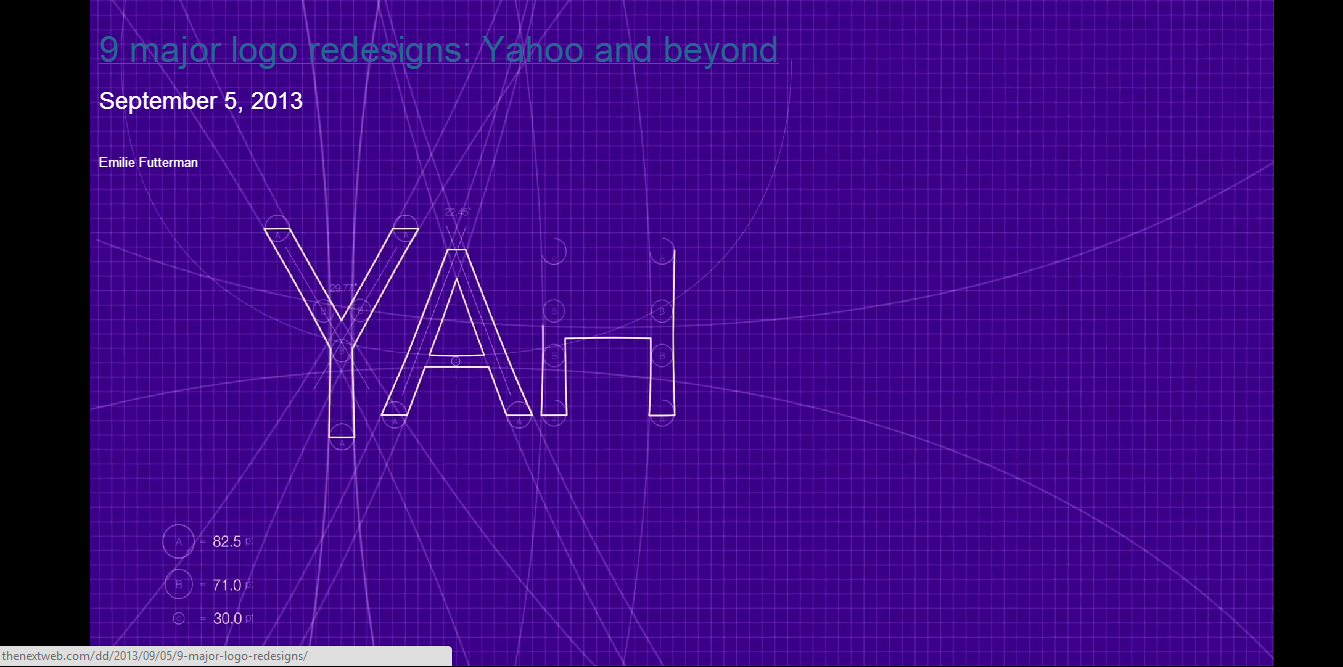 9 major logo redesigns: Yahoo and beyond
September 5, 2013
Emilie Futterman
22.45°
YAH
29.77°
A = 82.5 pt
B = 71.0 pt
C = 30.0 pt
thenextweb.com/dd/2013/09/05/9-major-logo-redesigns/